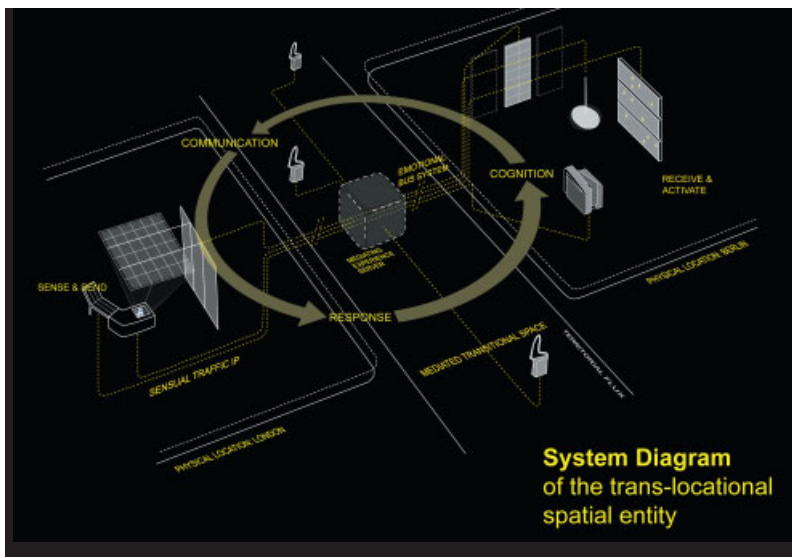 COMMUNICATION
EMOTIONAL
BUS SYSTEM
COGNITION
RECEIVE &
ACTIVATE
MEDIATING
EXPERIENCE
SERVER
PHYSICAL LOCATION: BERLIN
SENSE & SEND
RESPONSE
SENSUAL TRAFFIC IP
MEDIATED TRANSITIONAL SPACE
TERRITORIAL FLUX
PHYSICAL LOCATION: LONDON
System Diagram
of the trans-locational
spatial entity